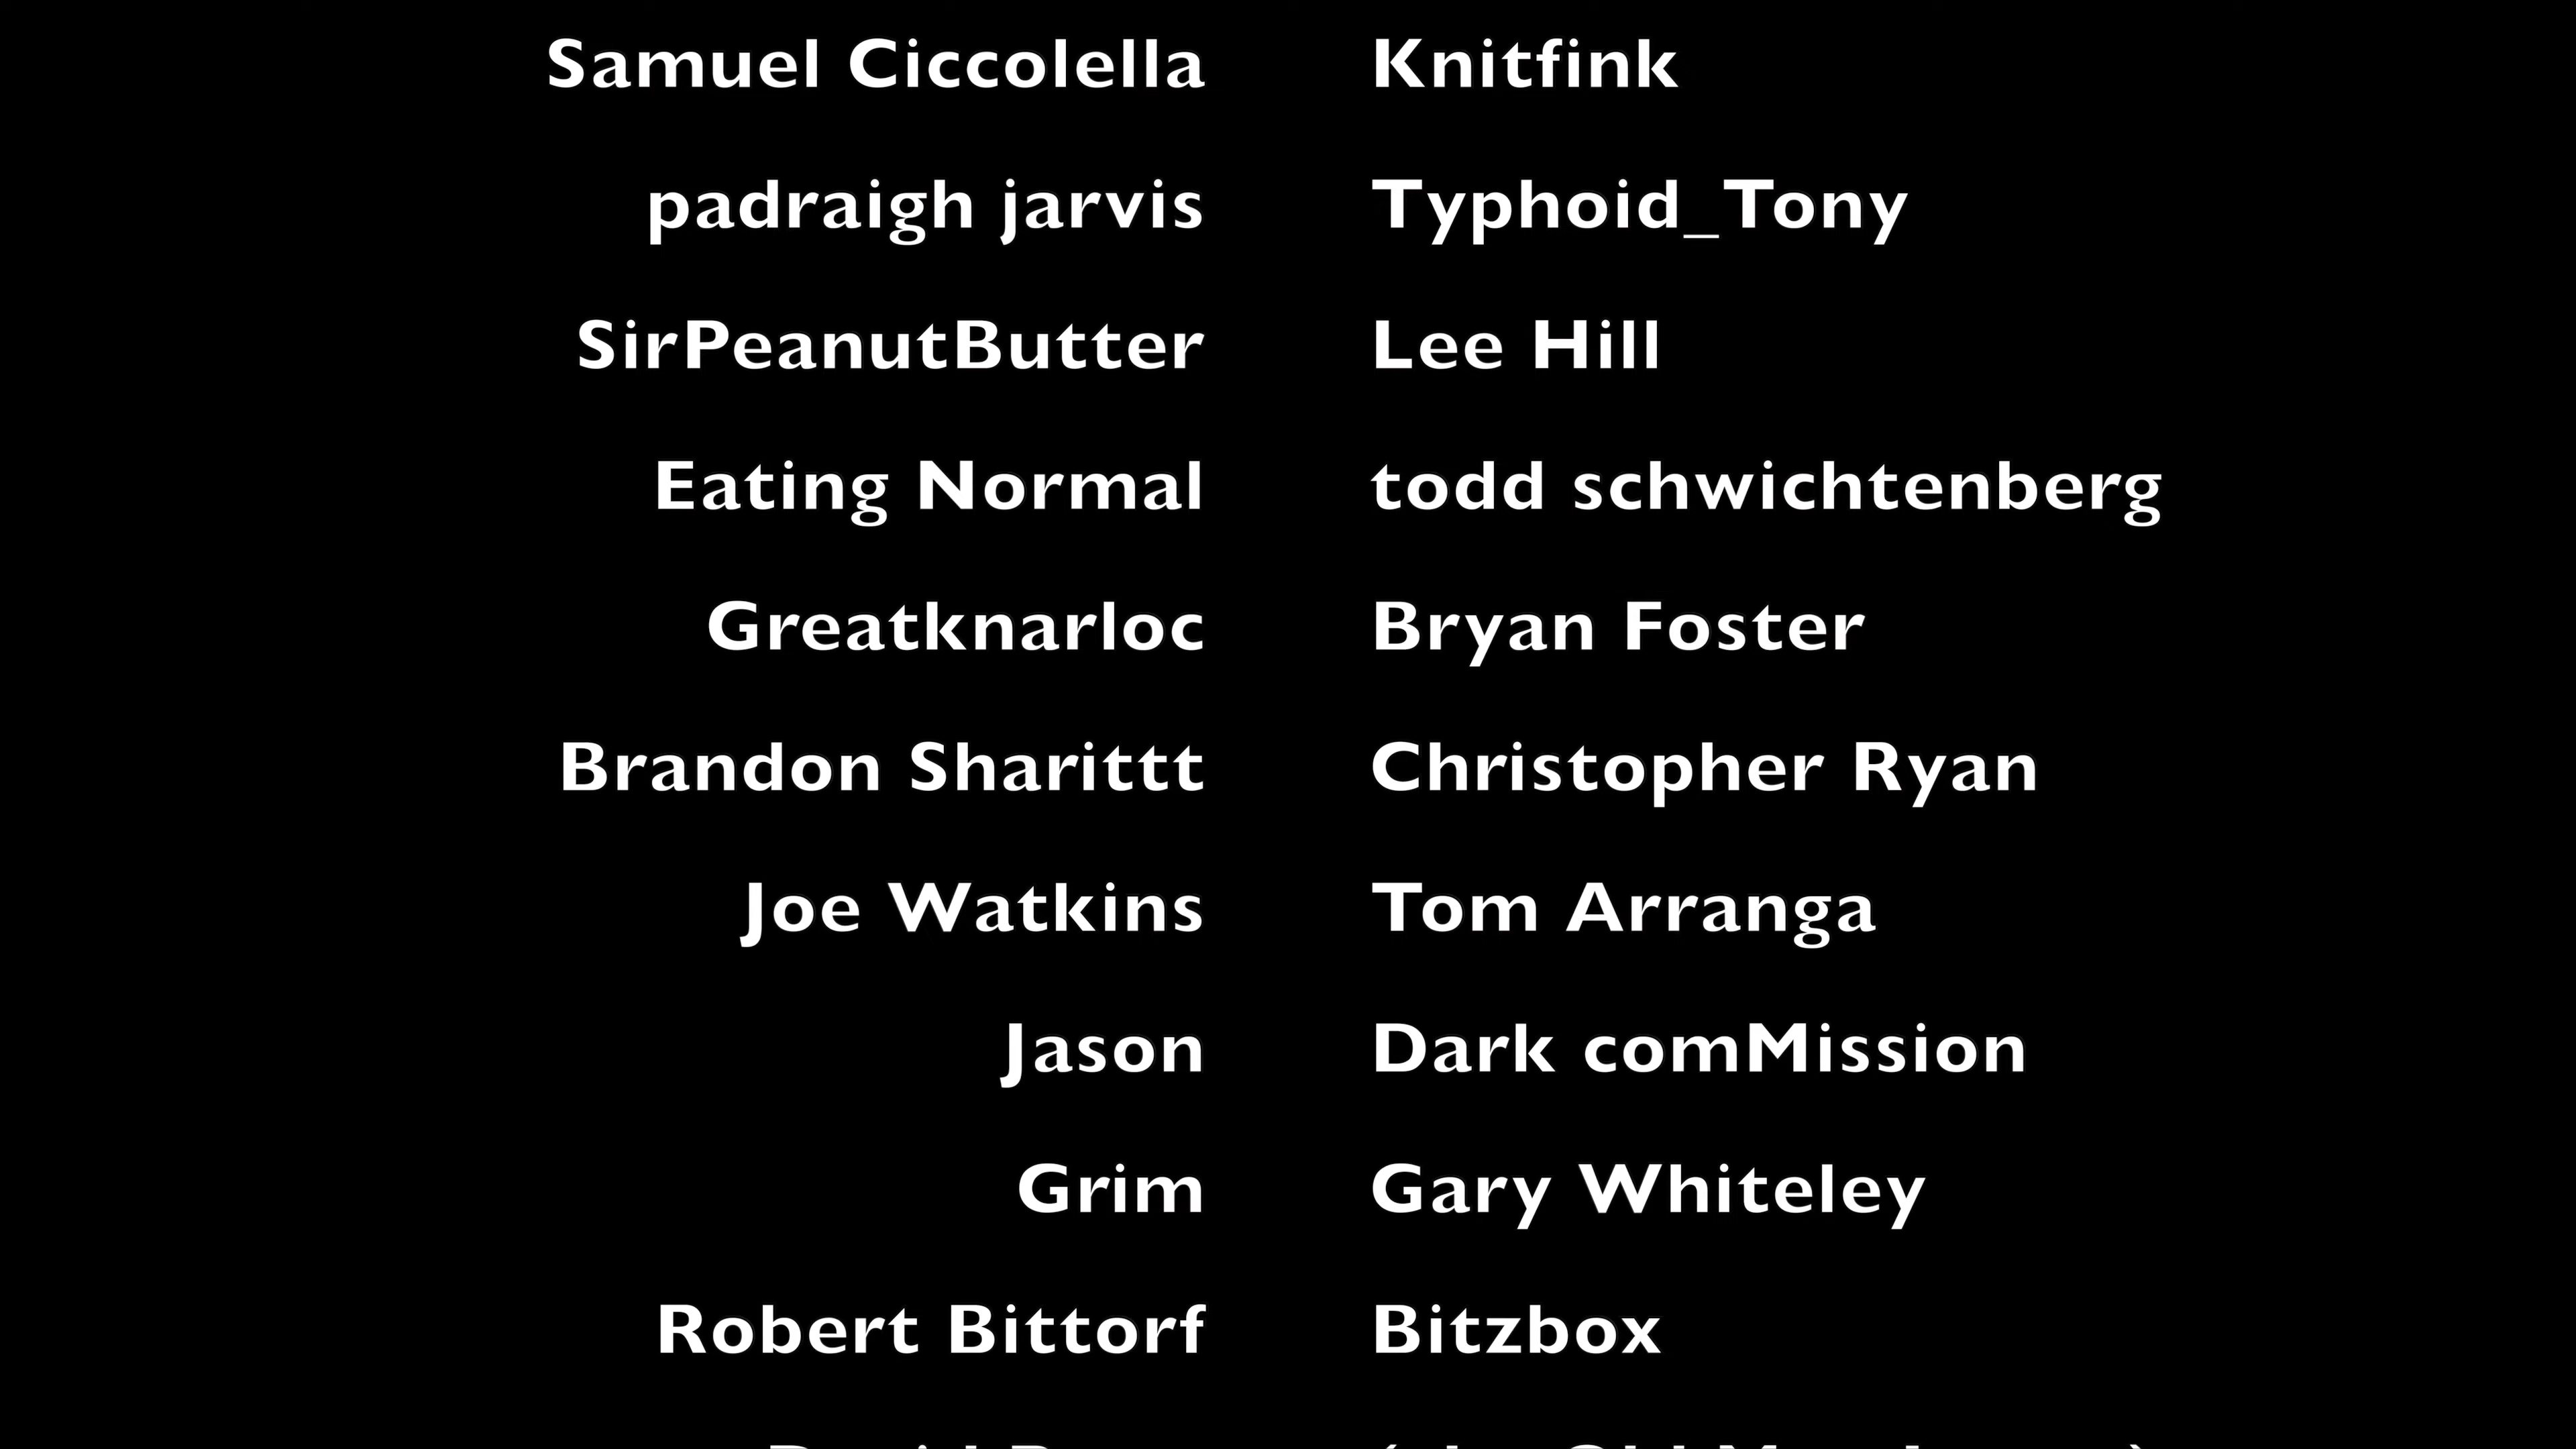 Samuel Ciccolella Knitfink
padraigh jarvis Typhoid_Tony
SirPeanutButter Lee Hill
Eating Normal todd schwichtenberg
Greatknarloc Bryan Foster
Brandon Sharittt Christopher Ryan
Joe Watkins Tom Arranga
Jason Dark comMission
Grim Gary Whiteley
Robert Bittorf Bitzbox